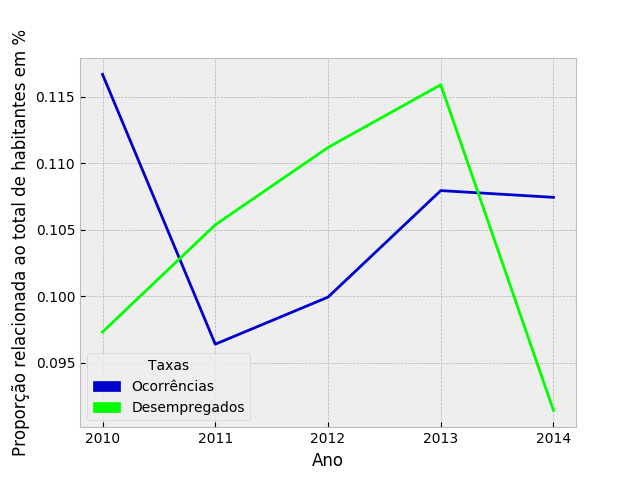 Proporção relacionada ao total de habitantes em %
0.115
0.110
0.105
0.100
0.095
Taxas
Ocorrências
Desempregados
2010 2011 2012 2013 2014
Ano